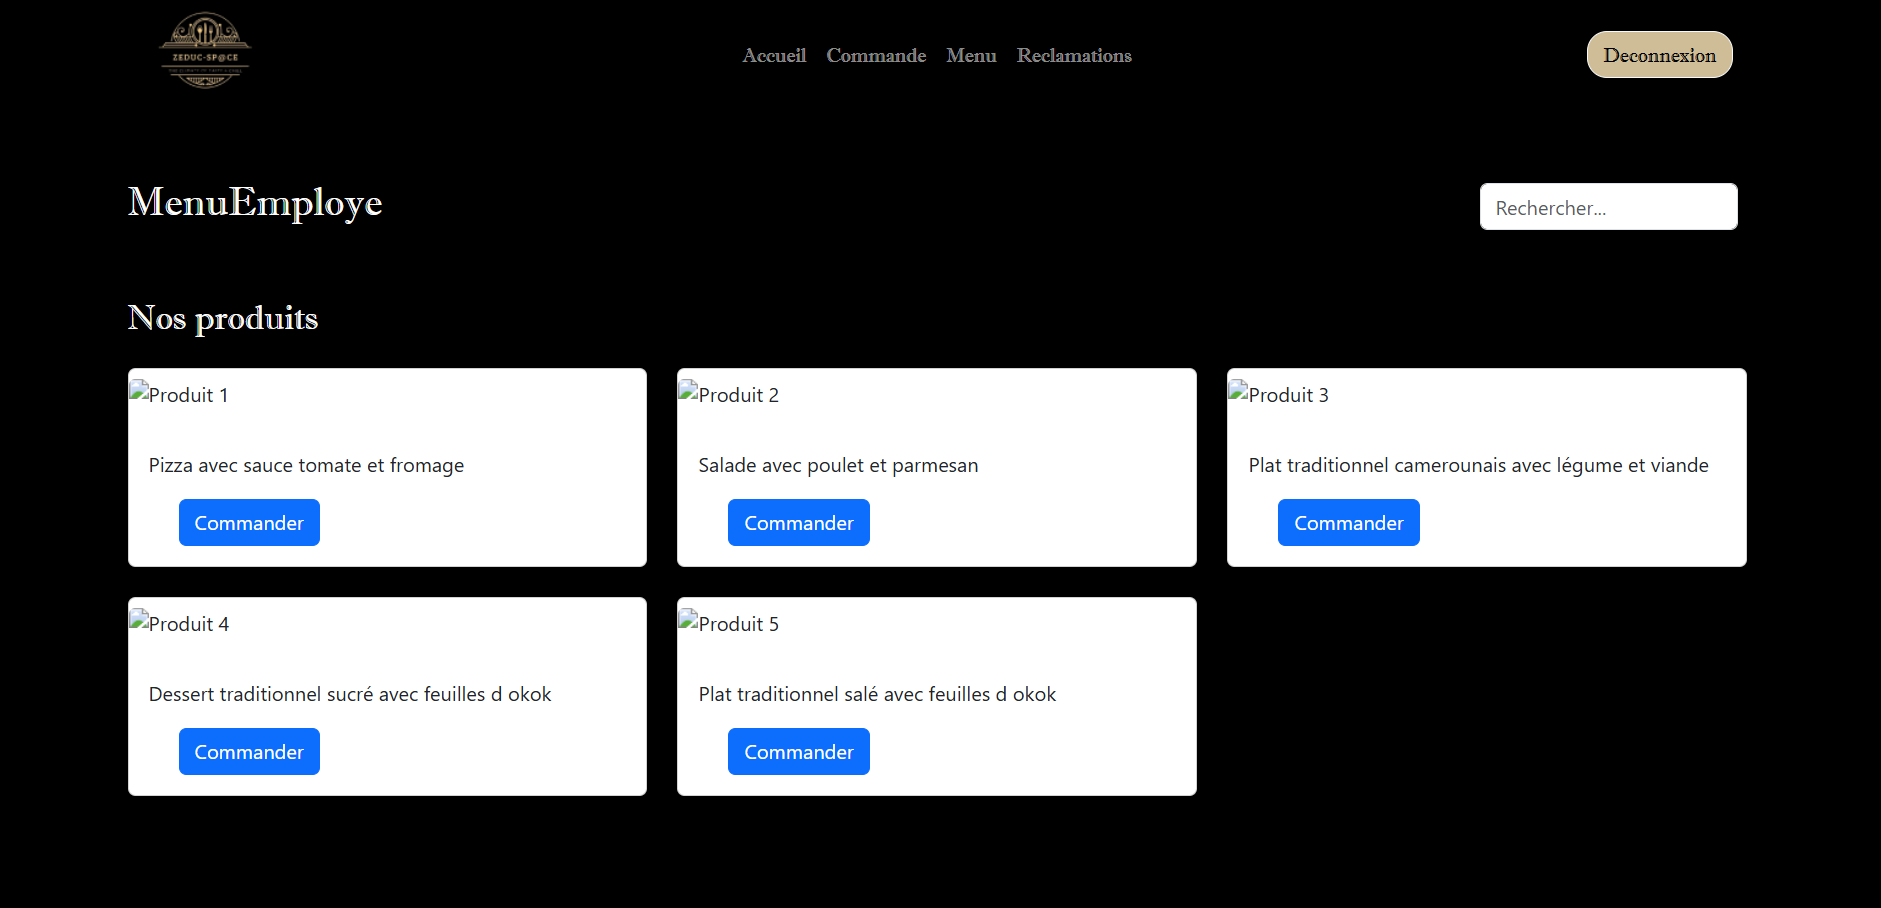 ZEDUC-SP@CE
Accueil Commande Menu Reclamations
Deconnexion
MenuEmploye
Rechercher...
Nos produits
Produit 1
Produit 2
Produit 3
Pizza avec sauce tomate et fromage
Salade avec poulet et parmesan
Plat traditionnel camerounais avec légume et viande
Commander
Commander
Commander
Produit 4
Produit 5
Dessert traditionnel sucré avec feuilles d okok
Plat traditionnel salé avec feuilles d okok
Commander
Commander